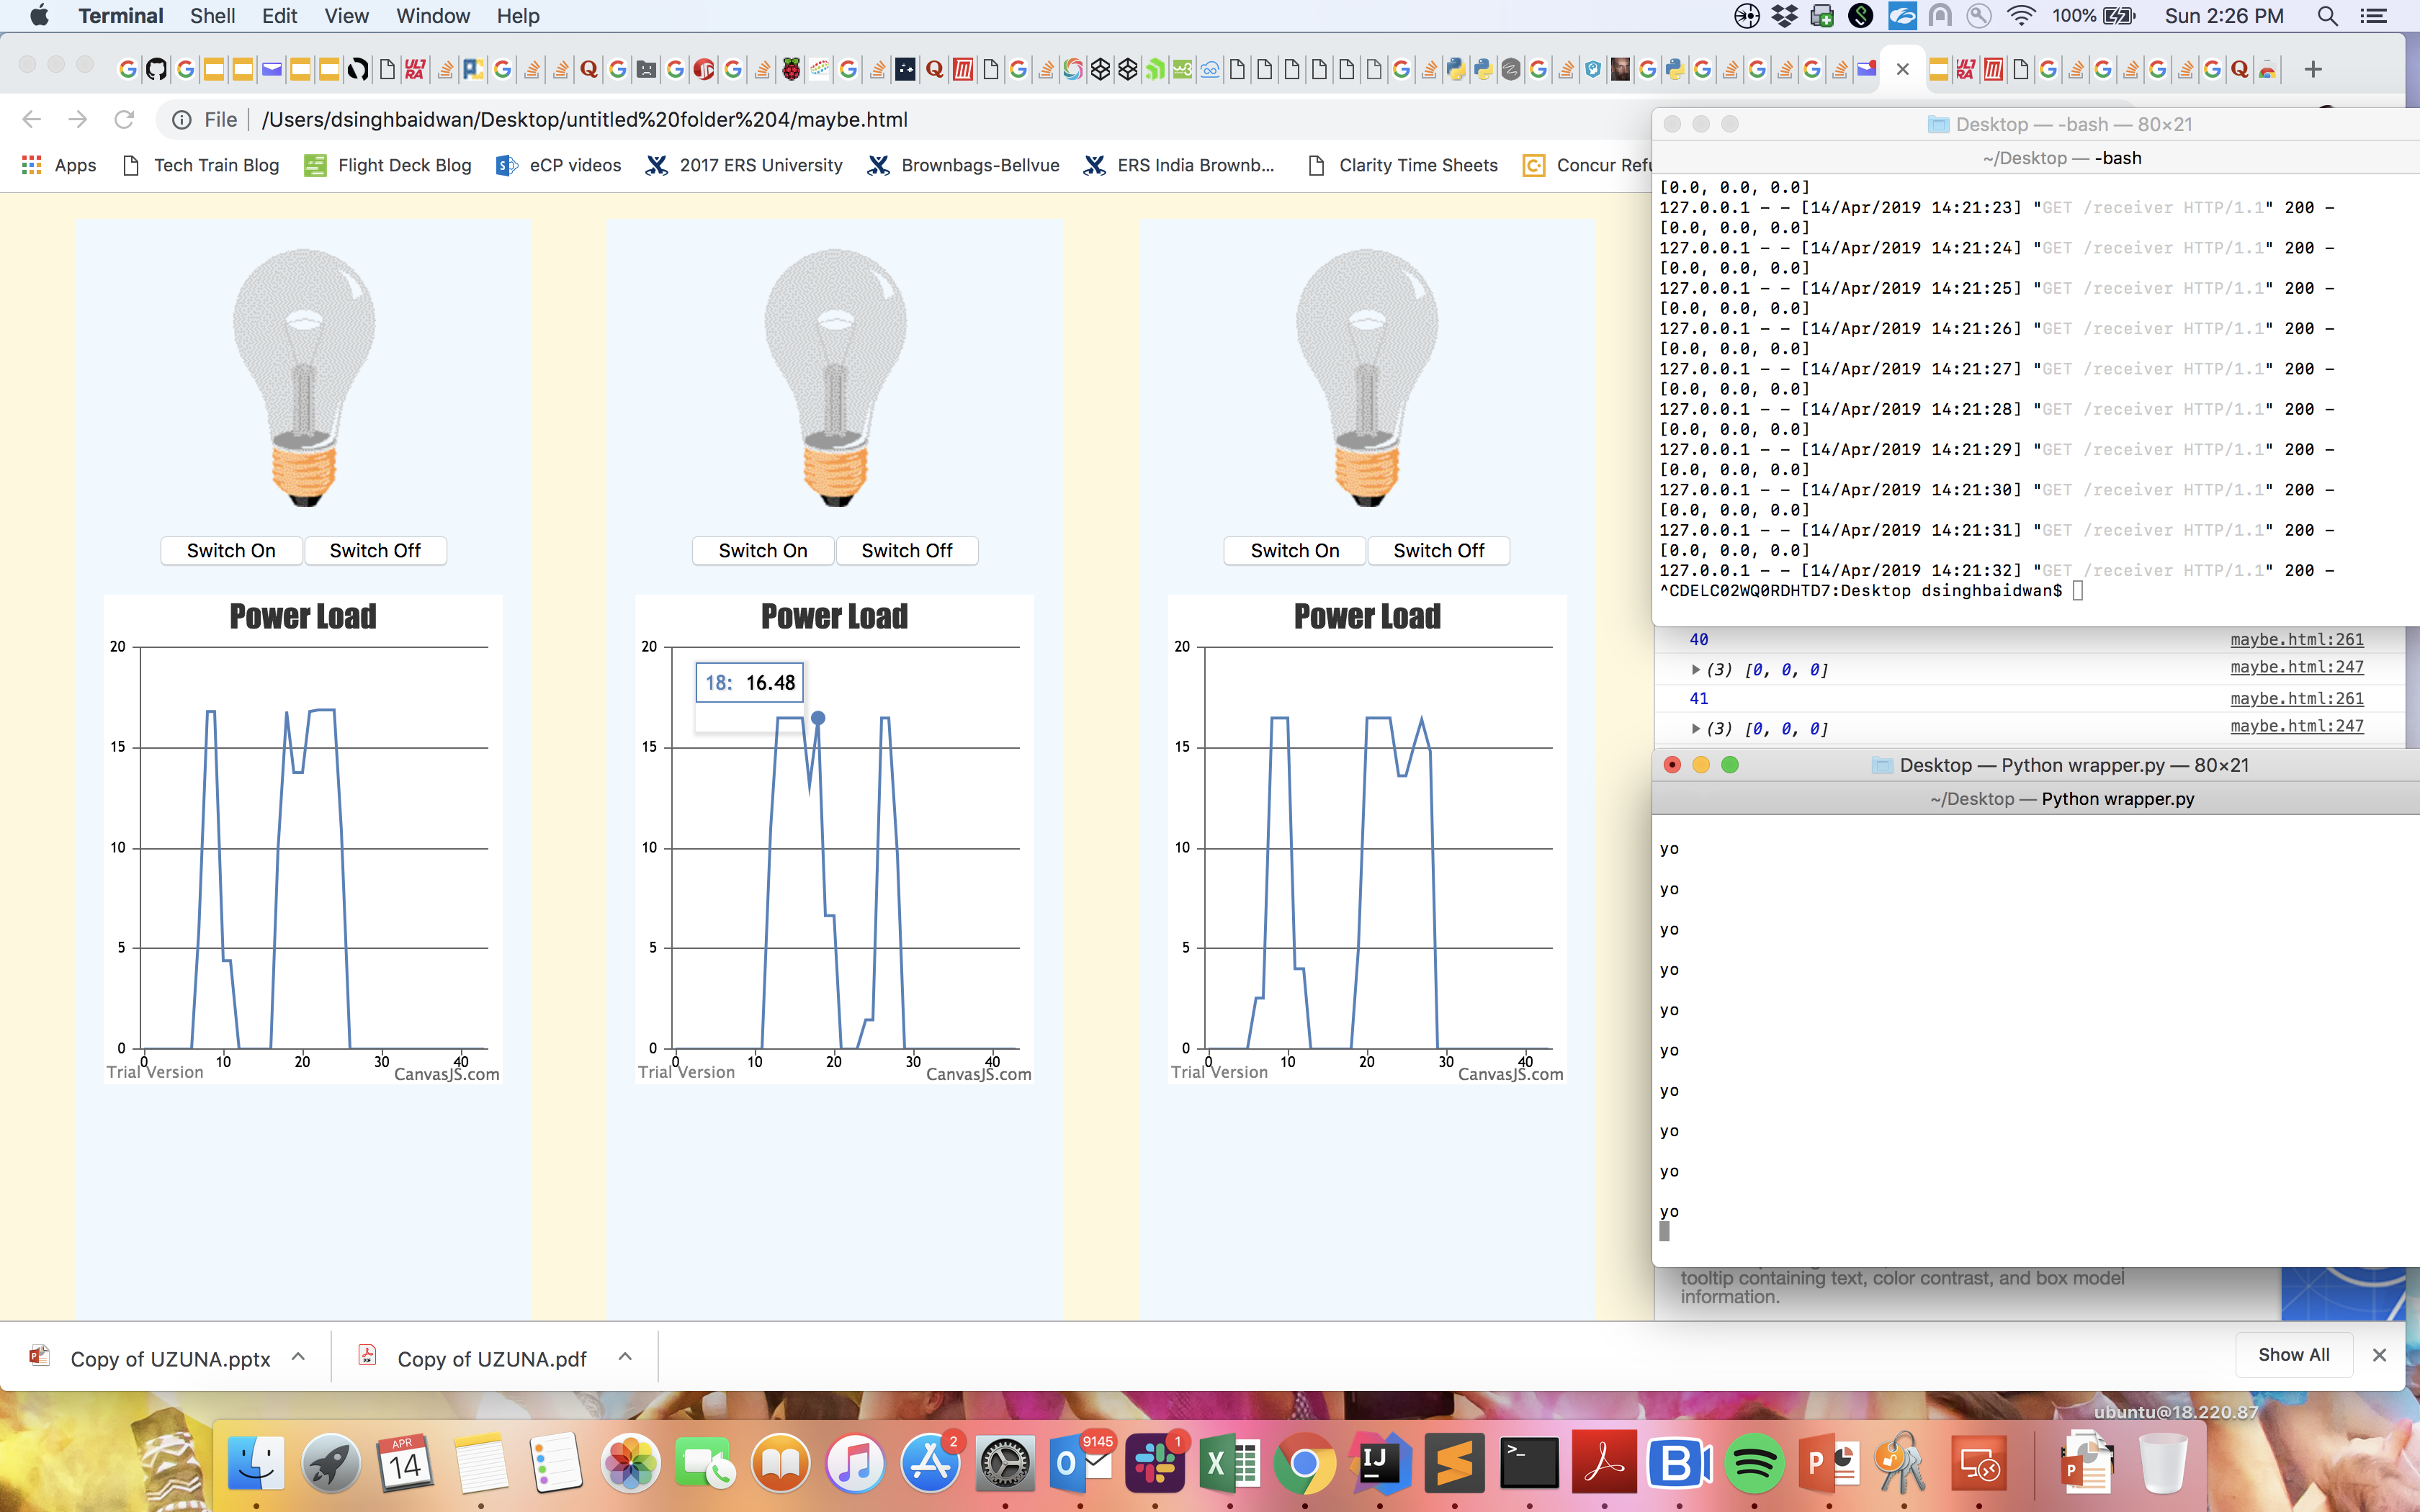 Terminal Shell Edit View Window Help 100% Sun 2:26 PM
File /Users/dsinghbaidwan/Desktop/untitled%20folder%204/maybe.html
Apps Tech Train Blog Flight Deck Blog eCP videos 2017 ERS University Brownbags-Bellvue ERS India Brownb... Clarity Time Sheets Concur Refu
Switch On Switch Off
Power Load
20
15
10
5
0
0 10 20 30 40
Trial Version CanvasJS.com
Switch On Switch Off
Power Load
20
18: 16.48
15
10
5
0
0 10 20 30 40
Trial Version CanvasJS.com
Switch On Switch Off
Power Load
20
15
10
5
0
0 10 20 30 40
Trial Version CanvasJS.com
Desktop — -bash — 80×21
~/Desktop — -bash
[0.0, 0.0, 0.0]
127.0.0.1 - - [14/Apr/2019 14:21:23] "GET /receiver HTTP/1.1" 200 -
[0.0, 0.0, 0.0]
127.0.0.1 - - [14/Apr/2019 14:21:24] "GET /receiver HTTP/1.1" 200 -
[0.0, 0.0, 0.0]
127.0.0.1 - - [14/Apr/2019 14:21:25] "GET /receiver HTTP/1.1" 200 -
[0.0, 0.0, 0.0]
127.0.0.1 - - [14/Apr/2019 14:21:26] "GET /receiver HTTP/1.1" 200 -
[0.0, 0.0, 0.0]
127.0.0.1 - - [14/Apr/2019 14:21:27] "GET /receiver HTTP/1.1" 200 -
[0.0, 0.0, 0.0]
127.0.0.1 - - [14/Apr/2019 14:21:28] "GET /receiver HTTP/1.1" 200 -
[0.0, 0.0, 0.0]
127.0.0.1 - - [14/Apr/2019 14:21:29] "GET /receiver HTTP/1.1" 200 -
[0.0, 0.0, 0.0]
127.0.0.1 - - [14/Apr/2019 14:21:30] "GET /receiver HTTP/1.1" 200 -
[0.0, 0.0, 0.0]
127.0.0.1 - - [14/Apr/2019 14:21:31] "GET /receiver HTTP/1.1" 200 -
[0.0, 0.0, 0.0]
127.0.0.1 - - [14/Apr/2019 14:21:32] "GET /receiver HTTP/1.1" 200 -
^CDELC02WQ0RDHTD7:Desktop dsinghbaidwan$
40 maybe.html:261
(3) [0, 0, 0] maybe.html:247
41 maybe.html:261
(3) [0, 0, 0] maybe.html:247
Desktop — Python wrapper.py — 80×21
~/Desktop — Python wrapper.py
yo
yo
yo
yo
yo
yo
yo
yo
yo
yo
tooltip containing text, color contrast, and box model
information.
Copy of UZUNA.pptx Copy of UZUNA.pdf Show All
ubuntu@18.220.87
APR
14
2
9145
1